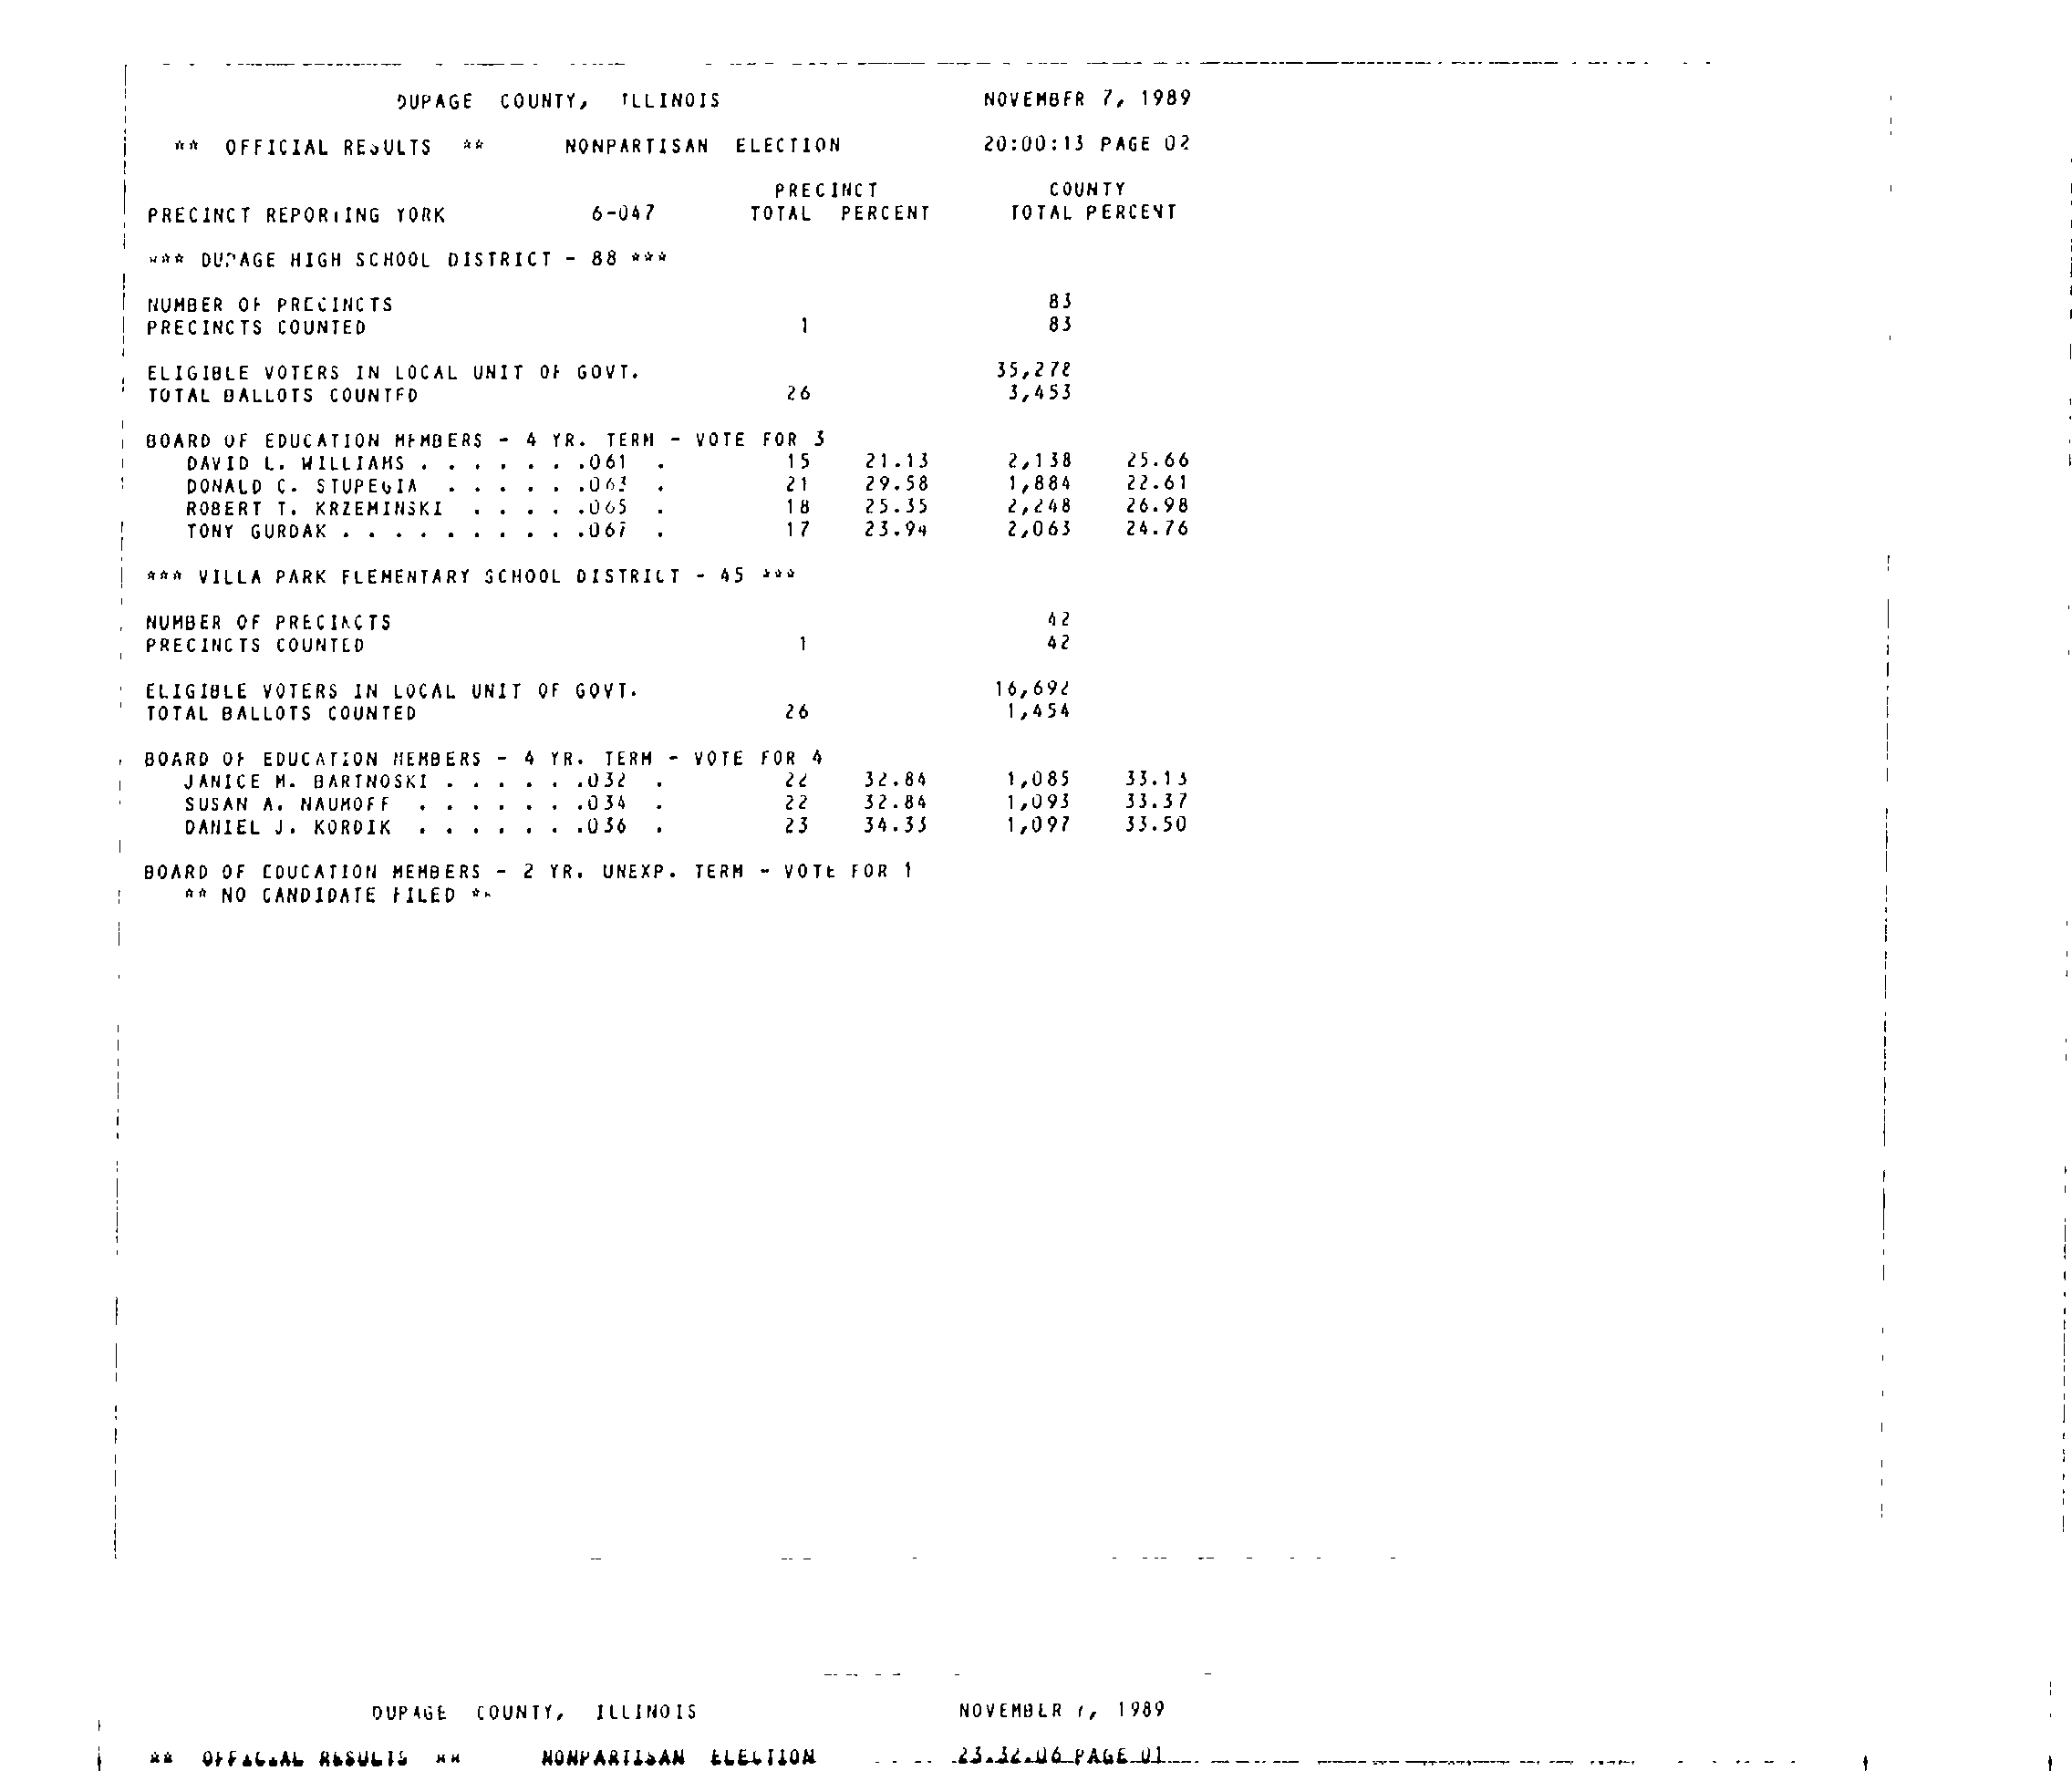 DUPAGE COUNTY, ILLINOIS NOVEMBER 7, 1989
** OFFICIAL RESULTS ** NONPARTISAN ELECTION 20:00:13 PAGE 02
PRECINCT COUNTY
PRECINCT REPORTING YORK 6-047 TOTAL PERCENT TOTAL PERCENT
*** DUPAGE HIGH SCHOOL DISTRICT - 88 ***
NUMBER OF PRECINCTS 83
PRECINCTS COUNTED 1 83
ELIGIBLE VOTERS IN LOCAL UNIT OF GOVT. 35,278
TOTAL BALLOTS COUNTED 26 3,453
BOARD OF EDUCATION MEMBERS - 4 YR. TERM - VOTE FOR 3
DAVID L. WILLIAMS . . . . . . .061 . 15 21.13 2,138 25.66
DONALD C. STUPEGIA . . . . . .063 . 21 29.58 1,884 22.61
ROBERT T. KRZEMINSKI . . . . .065 . 18 25.35 2,248 26.98
TONY GURDAK . . . . . . . . . .067 . 17 23.94 2,063 24.76
*** VILLA PARK ELEMENTARY SCHOOL DISTRICT - 45 ***
NUMBER OF PRECINCTS 42
PRECINCTS COUNTED 1 42
ELIGIBLE VOTERS IN LOCAL UNIT OF GOVT. 16,692
TOTAL BALLOTS COUNTED 26 1,454
BOARD OF EDUCATION MEMBERS - 4 YR. TERM - VOTE FOR 4
JANICE M. BARTNOSKI . . . . . .032 . 22 32.84 1,085 33.13
SUSAN A. NAUMOFF . . . . . . .034 . 22 32.84 1,093 33.37
DANIEL J. KORDIK . . . . . . .036 . 23 34.33 1,097 33.50
BOARD OF EDUCATION MEMBERS - 2 YR. UNEXP. TERM - VOTE FOR 1
** NO CANDIDATE FILED **
DUPAGE COUNTY, ILLINOIS NOVEMBER 7, 1989
** OFFICIAL RESULTS ** NONPARTISAN ELECTION 23:32:06 PAGE 01